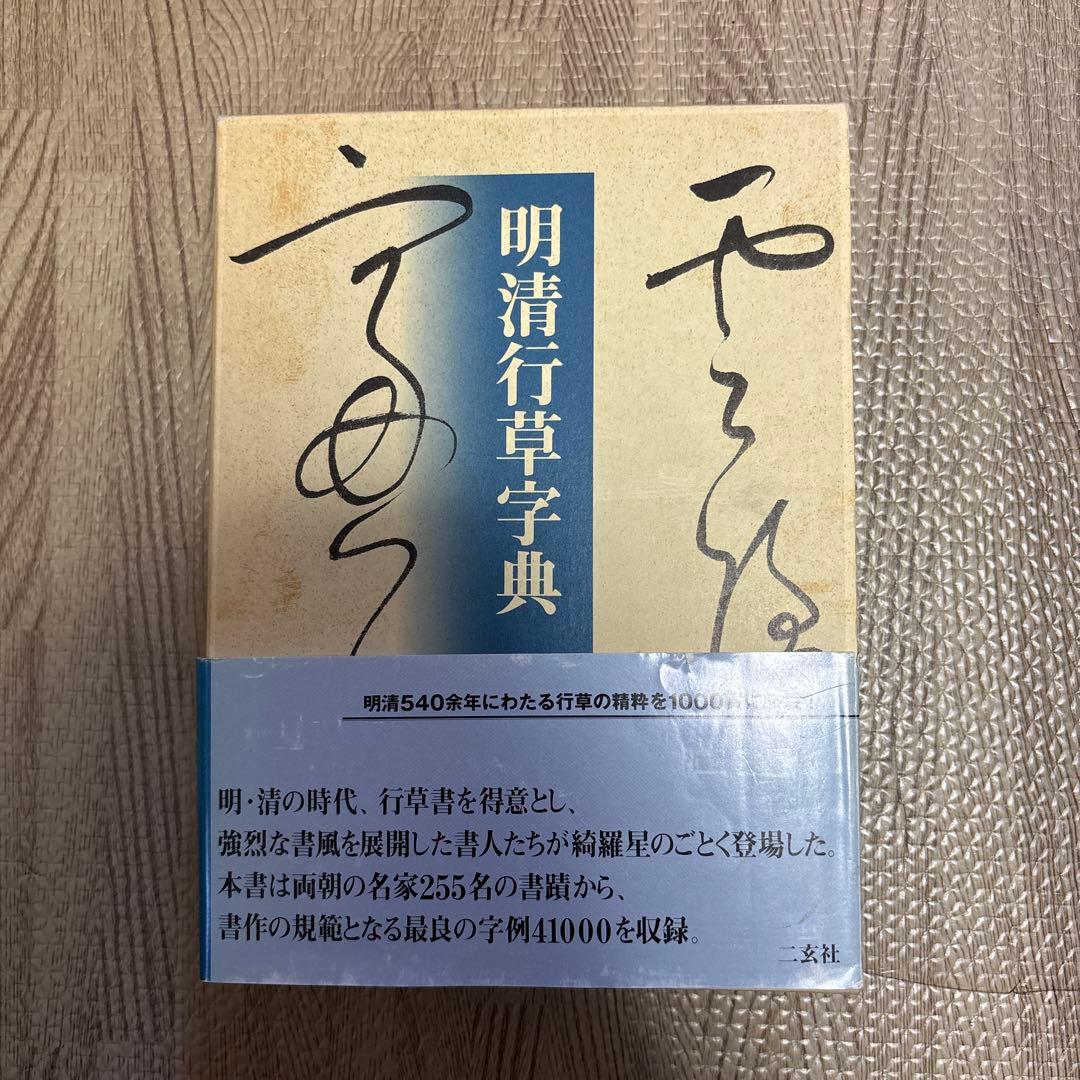 明清行草字典
明清540余年にわたる行草の精粋を1000
明・清の時代、行草書を得意とし、
強烈な書風を展開した書人たちが綺羅星のごとく登場した。
本書は両朝の名家255名の書蹟から、
書作の規範となる最良の字例41000を収録。
二玄社